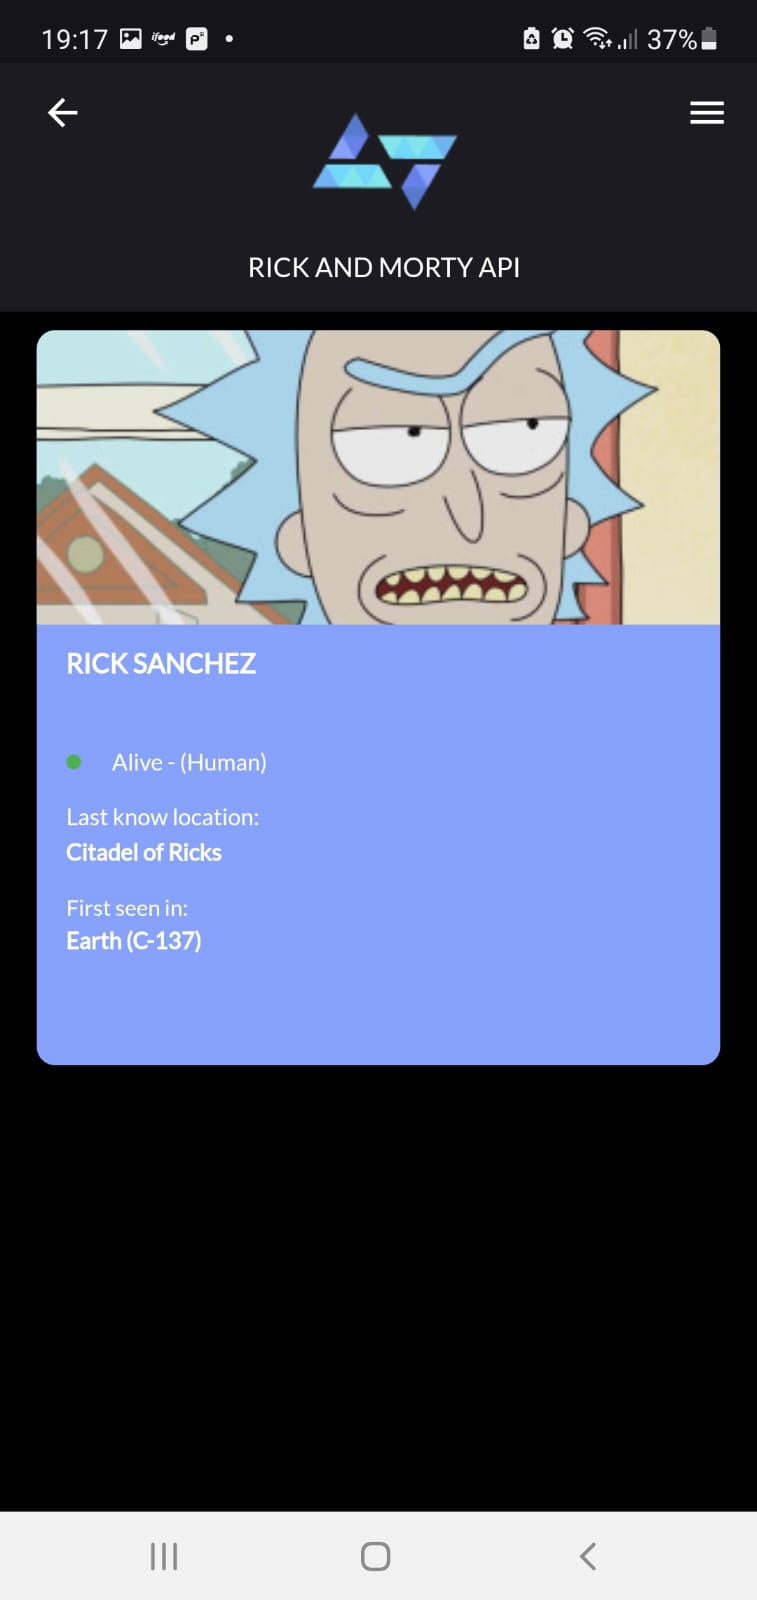 19:17 ifood P 37%
RICK AND MORTY API
RICK SANCHEZ
Alive - (Human)
Last know location:
Citadel of Ricks
First seen in:
Earth (C-137)